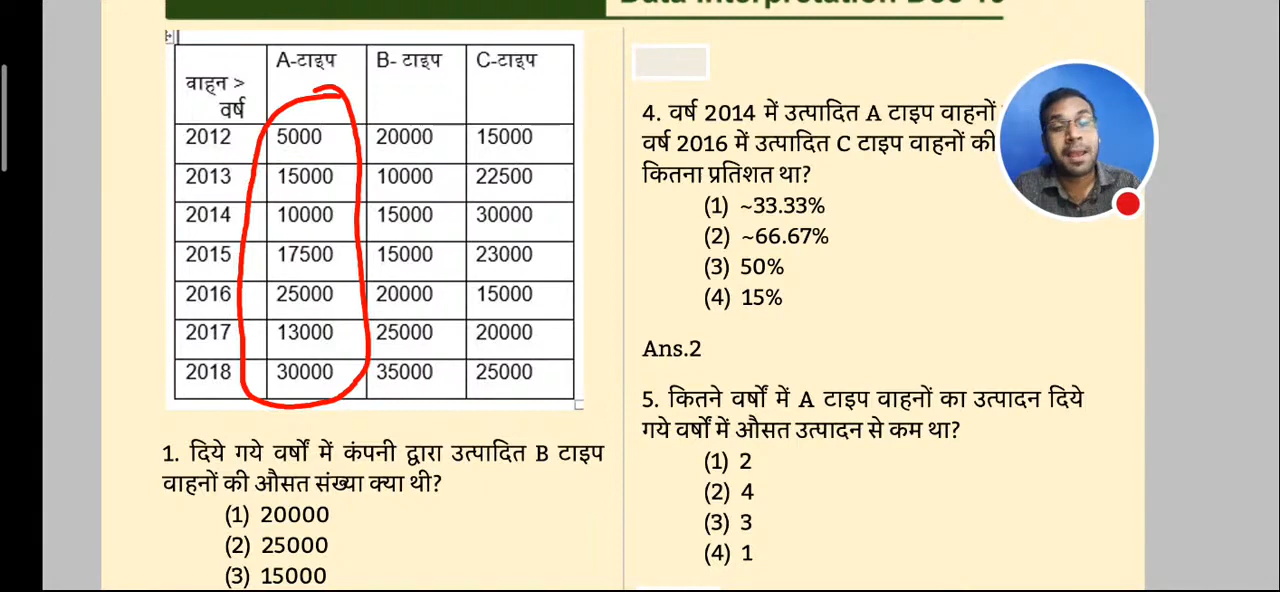 वाहन >
वर्ष
A-टाइप B- टाइप C-टाइप
2012 5000 20000 15000
2013 15000 10000 22500
2014 10000 15000 30000
2015 17500 15000 23000
2016 25000 20000 15000
2017 13000 25000 20000
2018 30000 35000 25000
1. दिये गये वर्षों में कंपनी द्वारा उत्पादित B टाइप
वाहनों की औसत संख्या क्या थी?
(1) 20000
(2) 25000
(3) 15000
4. वर्ष 2014 में उत्पादित A टाइप वाहनों
वर्ष 2016 में उत्पादित C टाइप वाहनों की
कितना प्रतिशत था?
(1) ~33.33%
(2) ~66.67%
(3) 50%
(4) 15%
Ans.2
5. कितने वर्षों में A टाइप वाहनों का उत्पादन दिये
गये वर्षों में औसत उत्पादन से कम था?
(1) 2
(2) 4
(3) 3
(4) 1